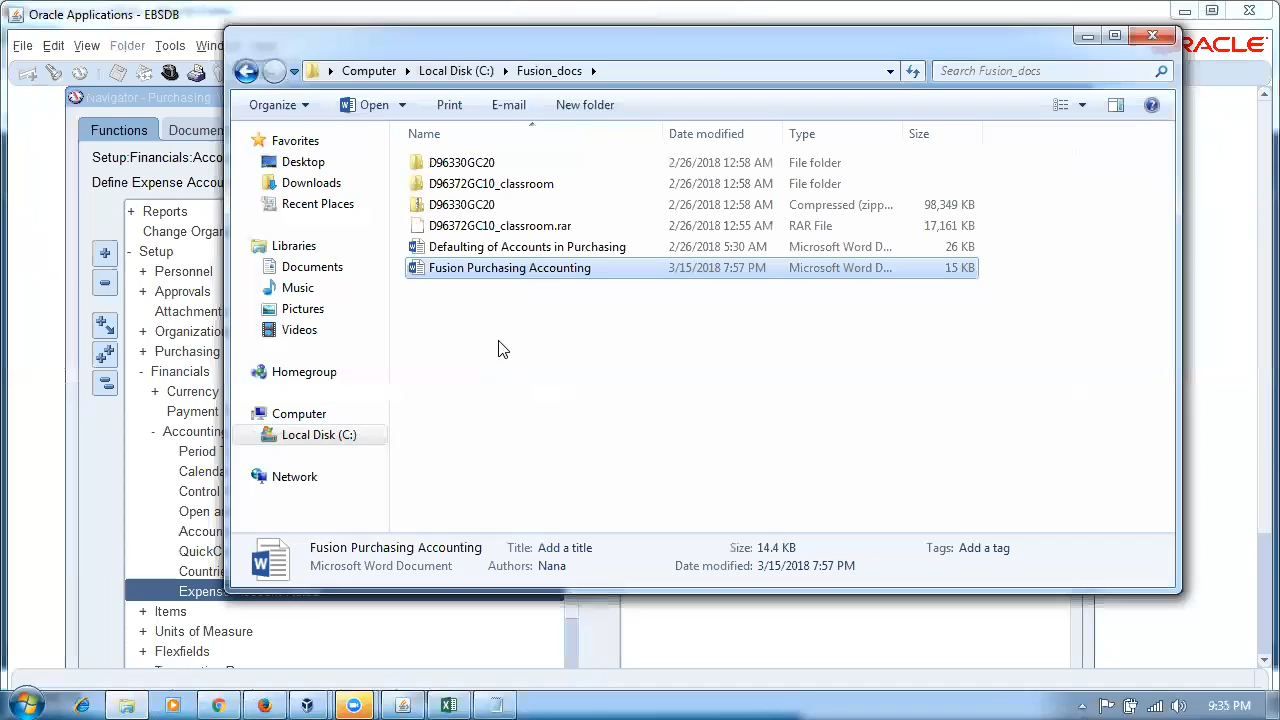 Oracle Applications - EBSDB
File Edit View Folder Tools Wind
ORACLE
Navigator - Purchasing
Functions Documen
Setup:Financials:Acco
Define Expense Accou
+ Reports
Change Orga
- Setup
+ Personnel
+ Approvals
Attachment
+ Organizatio
+ Purchasing
- Financials
+ Currency
Payment
- Accounting
Period T
Calenda
Control
Open an
Accoun
QuickC
Countrie
Expense Account Rules
+ Items
+ Units of Measure
+ Flexfields
Computer Local Disk (C:) Fusion_docs
Search Fusion_docs
Organize Open Print E-mail New folder
Favorites
Desktop
Downloads
Recent Places
Libraries
Documents
Music
Pictures
Videos
Homegroup
Computer
Local Disk (C:)
Network
Name Date modified Type Size
D96330GC20 2/26/2018 12:58 AM File folder
D96372GC10_classroom 2/26/2018 12:58 AM File folder
D96330GC20 2/26/2018 12:58 AM Compressed (zipp... 98,349 KB
D96372GC10_classroom.rar 2/26/2018 12:55 AM RAR File 17,161 KB
Defaulting of Accounts in Purchasing 2/26/2018 5:30 AM Microsoft Word D... 26 KB
Fusion Purchasing Accounting 3/15/2018 7:57 PM Microsoft Word D... 15 KB
Fusion Purchasing Accounting Title: Add a title Size: 14.4 KB Tags: Add a tag
Microsoft Word Document Authors: Nana Date modified: 3/15/2018 7:57 PM
9:35 PM